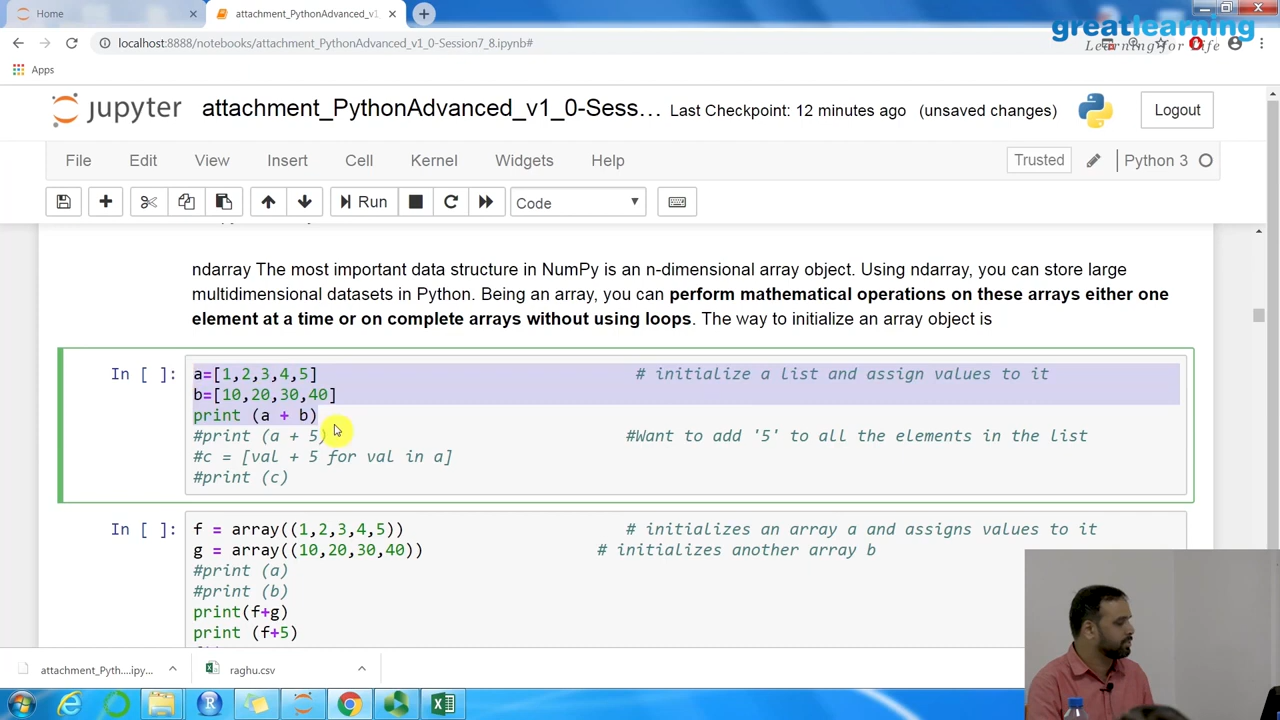 Home
attachment_PythonAdvanced_v1_
localhost:8888/notebooks/attachment_PythonAdvanced_v1_0-Session7_8.ipynb#
greatlearning
Learning for Life
Apps
jupyter
attachment_PythonAdvanced_v1_0-Sess... Last Checkpoint: 12 minutes ago (unsaved changes)
Logout
File Edit View Insert Cell Kernel Widgets Help
Trusted
Python 3
Run
Code
ndarray The most important data structure in NumPy is an n-dimensional array object. Using ndarray, you can store large
multidimensional datasets in Python. Being an array, you can perform mathematical operations on these arrays either one
element at a time or on complete arrays without using loops. The way to initialize an array object is
In [ ]: a=[1,2,3,4,5] # initialize a list and assign values to it
b=[10,20,30,40]
print (a + b)
#print (a + 5) #Want to add '5' to all the elements in the list
#c = [val + 5 for val in a]
#print (c)
In [ ]: f = array((1,2,3,4,5)) # initializes an array a and assigns values to it
g = array((10,20,30,40)) # initializes another array b
#print (a)
#print (b)
print(f+g)
print (f+5)
attachment_Pyth....ipy...
raghu.csv